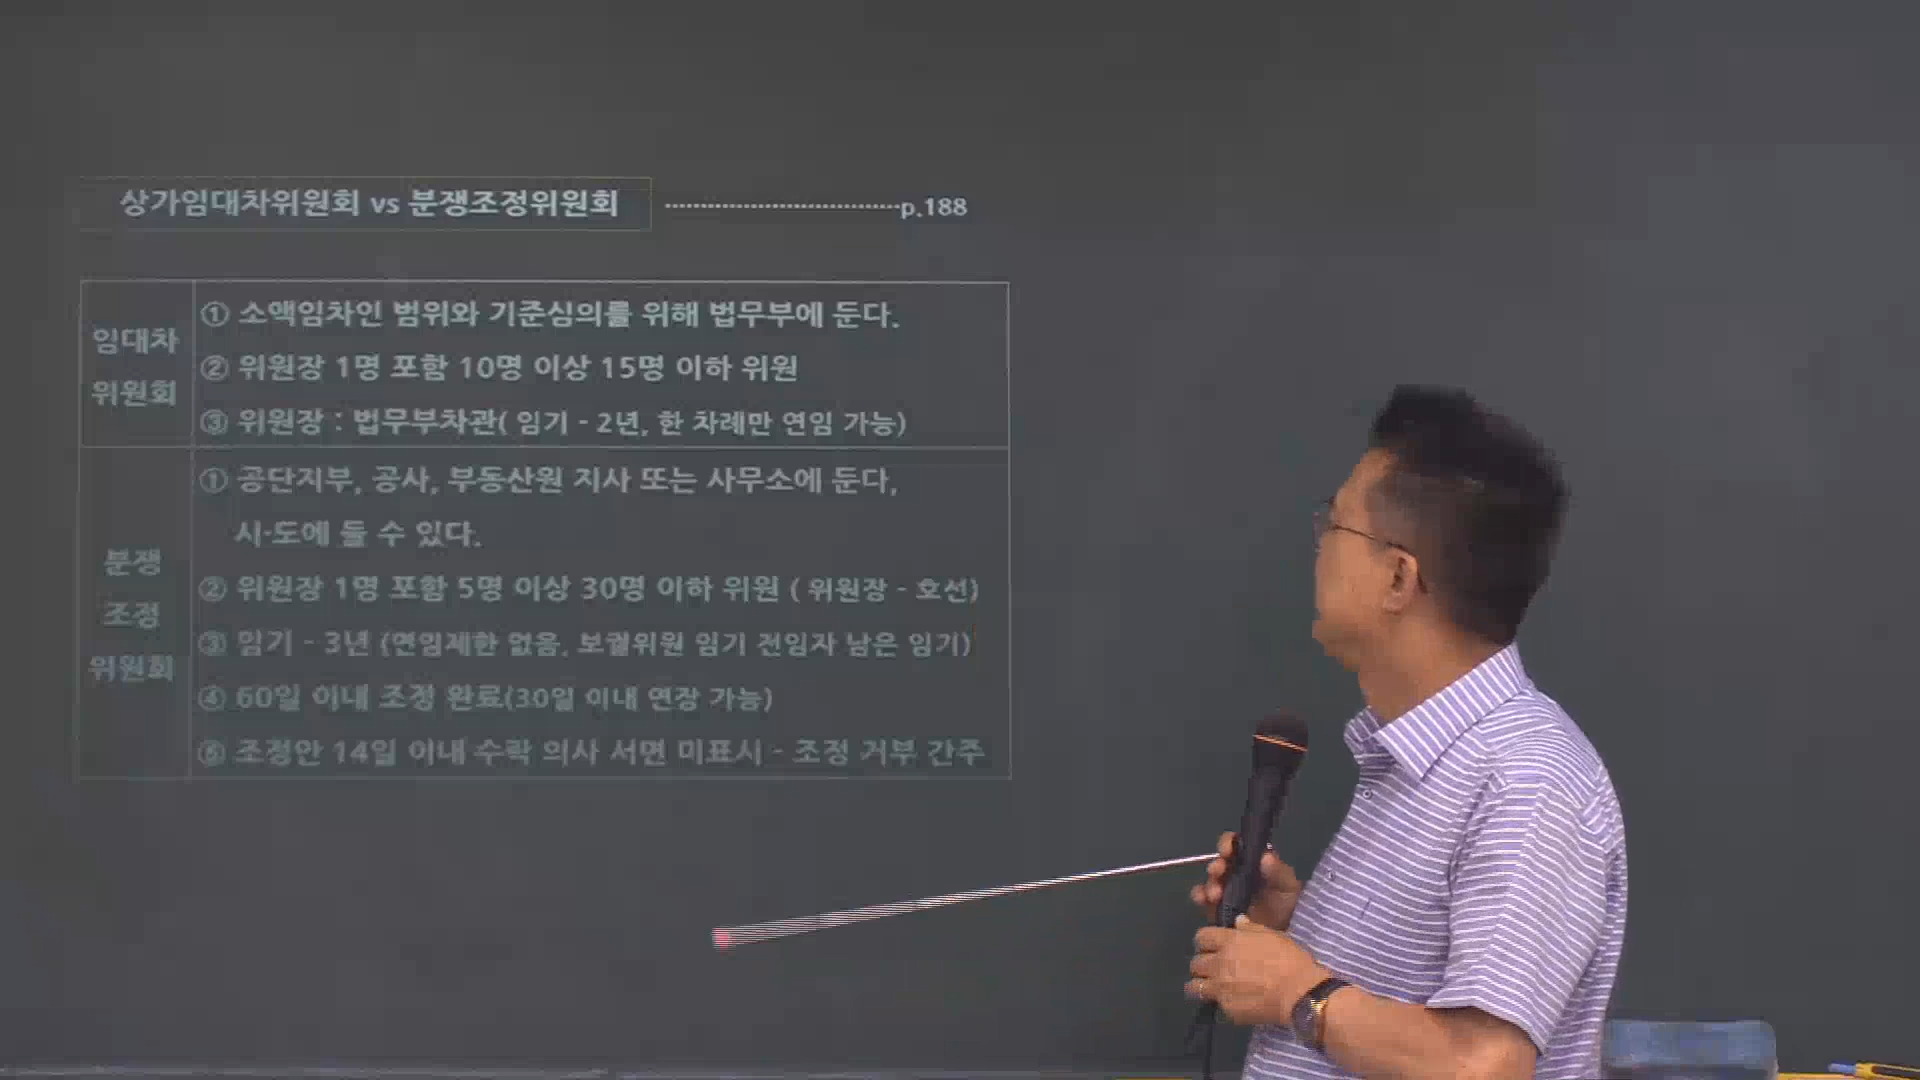 상가임대차위원회 vs 분쟁조정위원회 p.188
임대차
위원회
① 소액임차인 범위와 기준심의를 위해 법무부에 둔다.
② 위원장 1명 포함 10명 이상 15명 이하 위원
③ 위원장 : 법무부차관( 임기 - 2년, 한 차례만 연임 가능)
분쟁
조정
위원회
① 공단지부, 공사, 부동산원 지사 또는 사무소에 둔다,
시·도에 둘 수 있다.
② 위원장 1명 포함 5명 이상 30명 이하 위원 ( 위원장 - 호선)
③ 임기 - 3년 (연임제한 없음, 보궐위원 임기 전임자 남은 임기)
④ 60일 이내 조정 완료(30일 이내 연장 가능)
⑤ 조정안 14일 이내 수락 의사 서면 미표시 - 조정 거부 간주